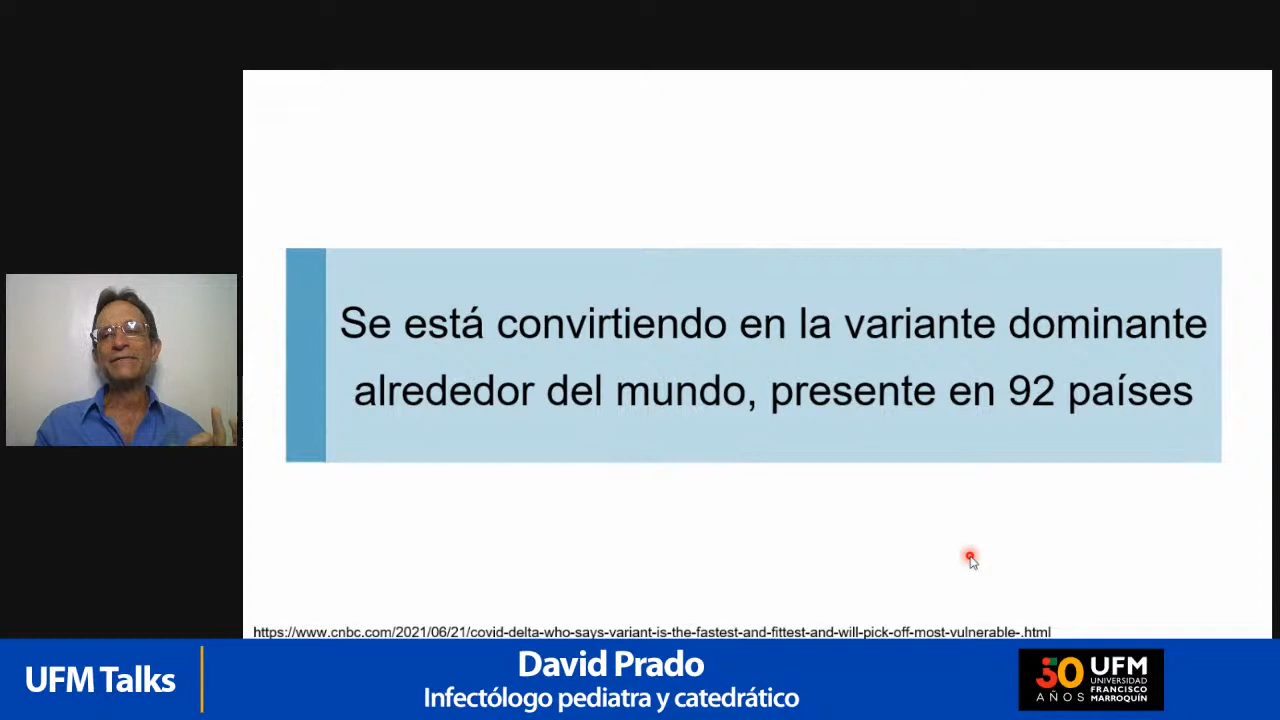 Se está convirtiendo en la variante dominante
alrededor del mundo, presente en 92 países
https://www.cnbc.com/2021/06/21/covid-delta-who-says-variant-is-the-fastest-and-fittest-and-will-pick-off-most-vulnerable-.html
UFM Talks
David Prado
Infectólogo pediatra y catedrático
50 AÑOS
UFM
UNIVERSIDAD
FRANCISCO
MARROQUÍN